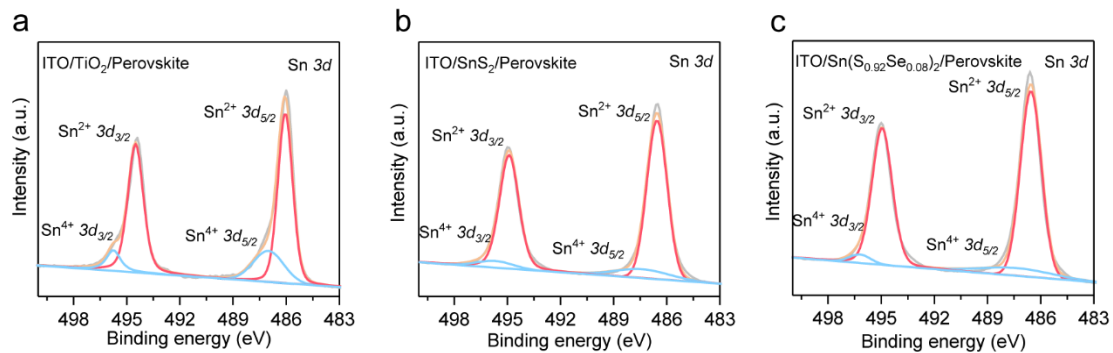 a
ITO/TiO₂/Perovskite Sn 3d
Sn²⁺ 3d₅/₂
Sn²⁺ 3d₃/₂
Sn⁴⁺ 3d₅/₂
Sn⁴⁺ 3d₃/₂
Intensity (a.u.)
498 495 492 489 486 483
Binding energy (eV)
b
ITO/SnS₂/Perovskite Sn 3d
Sn²⁺ 3d₅/₂
Sn²⁺ 3d₃/₂
Sn⁴⁺ 3d₃/₂
Sn⁴⁺ 3d₅/₂
Intensity (a.u.)
498 495 492 489 486 483
Binding energy (eV)
c
ITO/Sn(S₀.₉₂Se₀.₀₈)₂/Perovskite Sn 3d
Sn²⁺ 3d₅/₂
Sn²⁺ 3d₃/₂
Sn⁴⁺ 3d₃/₂
Sn⁴⁺ 3d₅/₂
Intensity (a.u.)
498 495 492 489 486 483
Binding energy (eV)